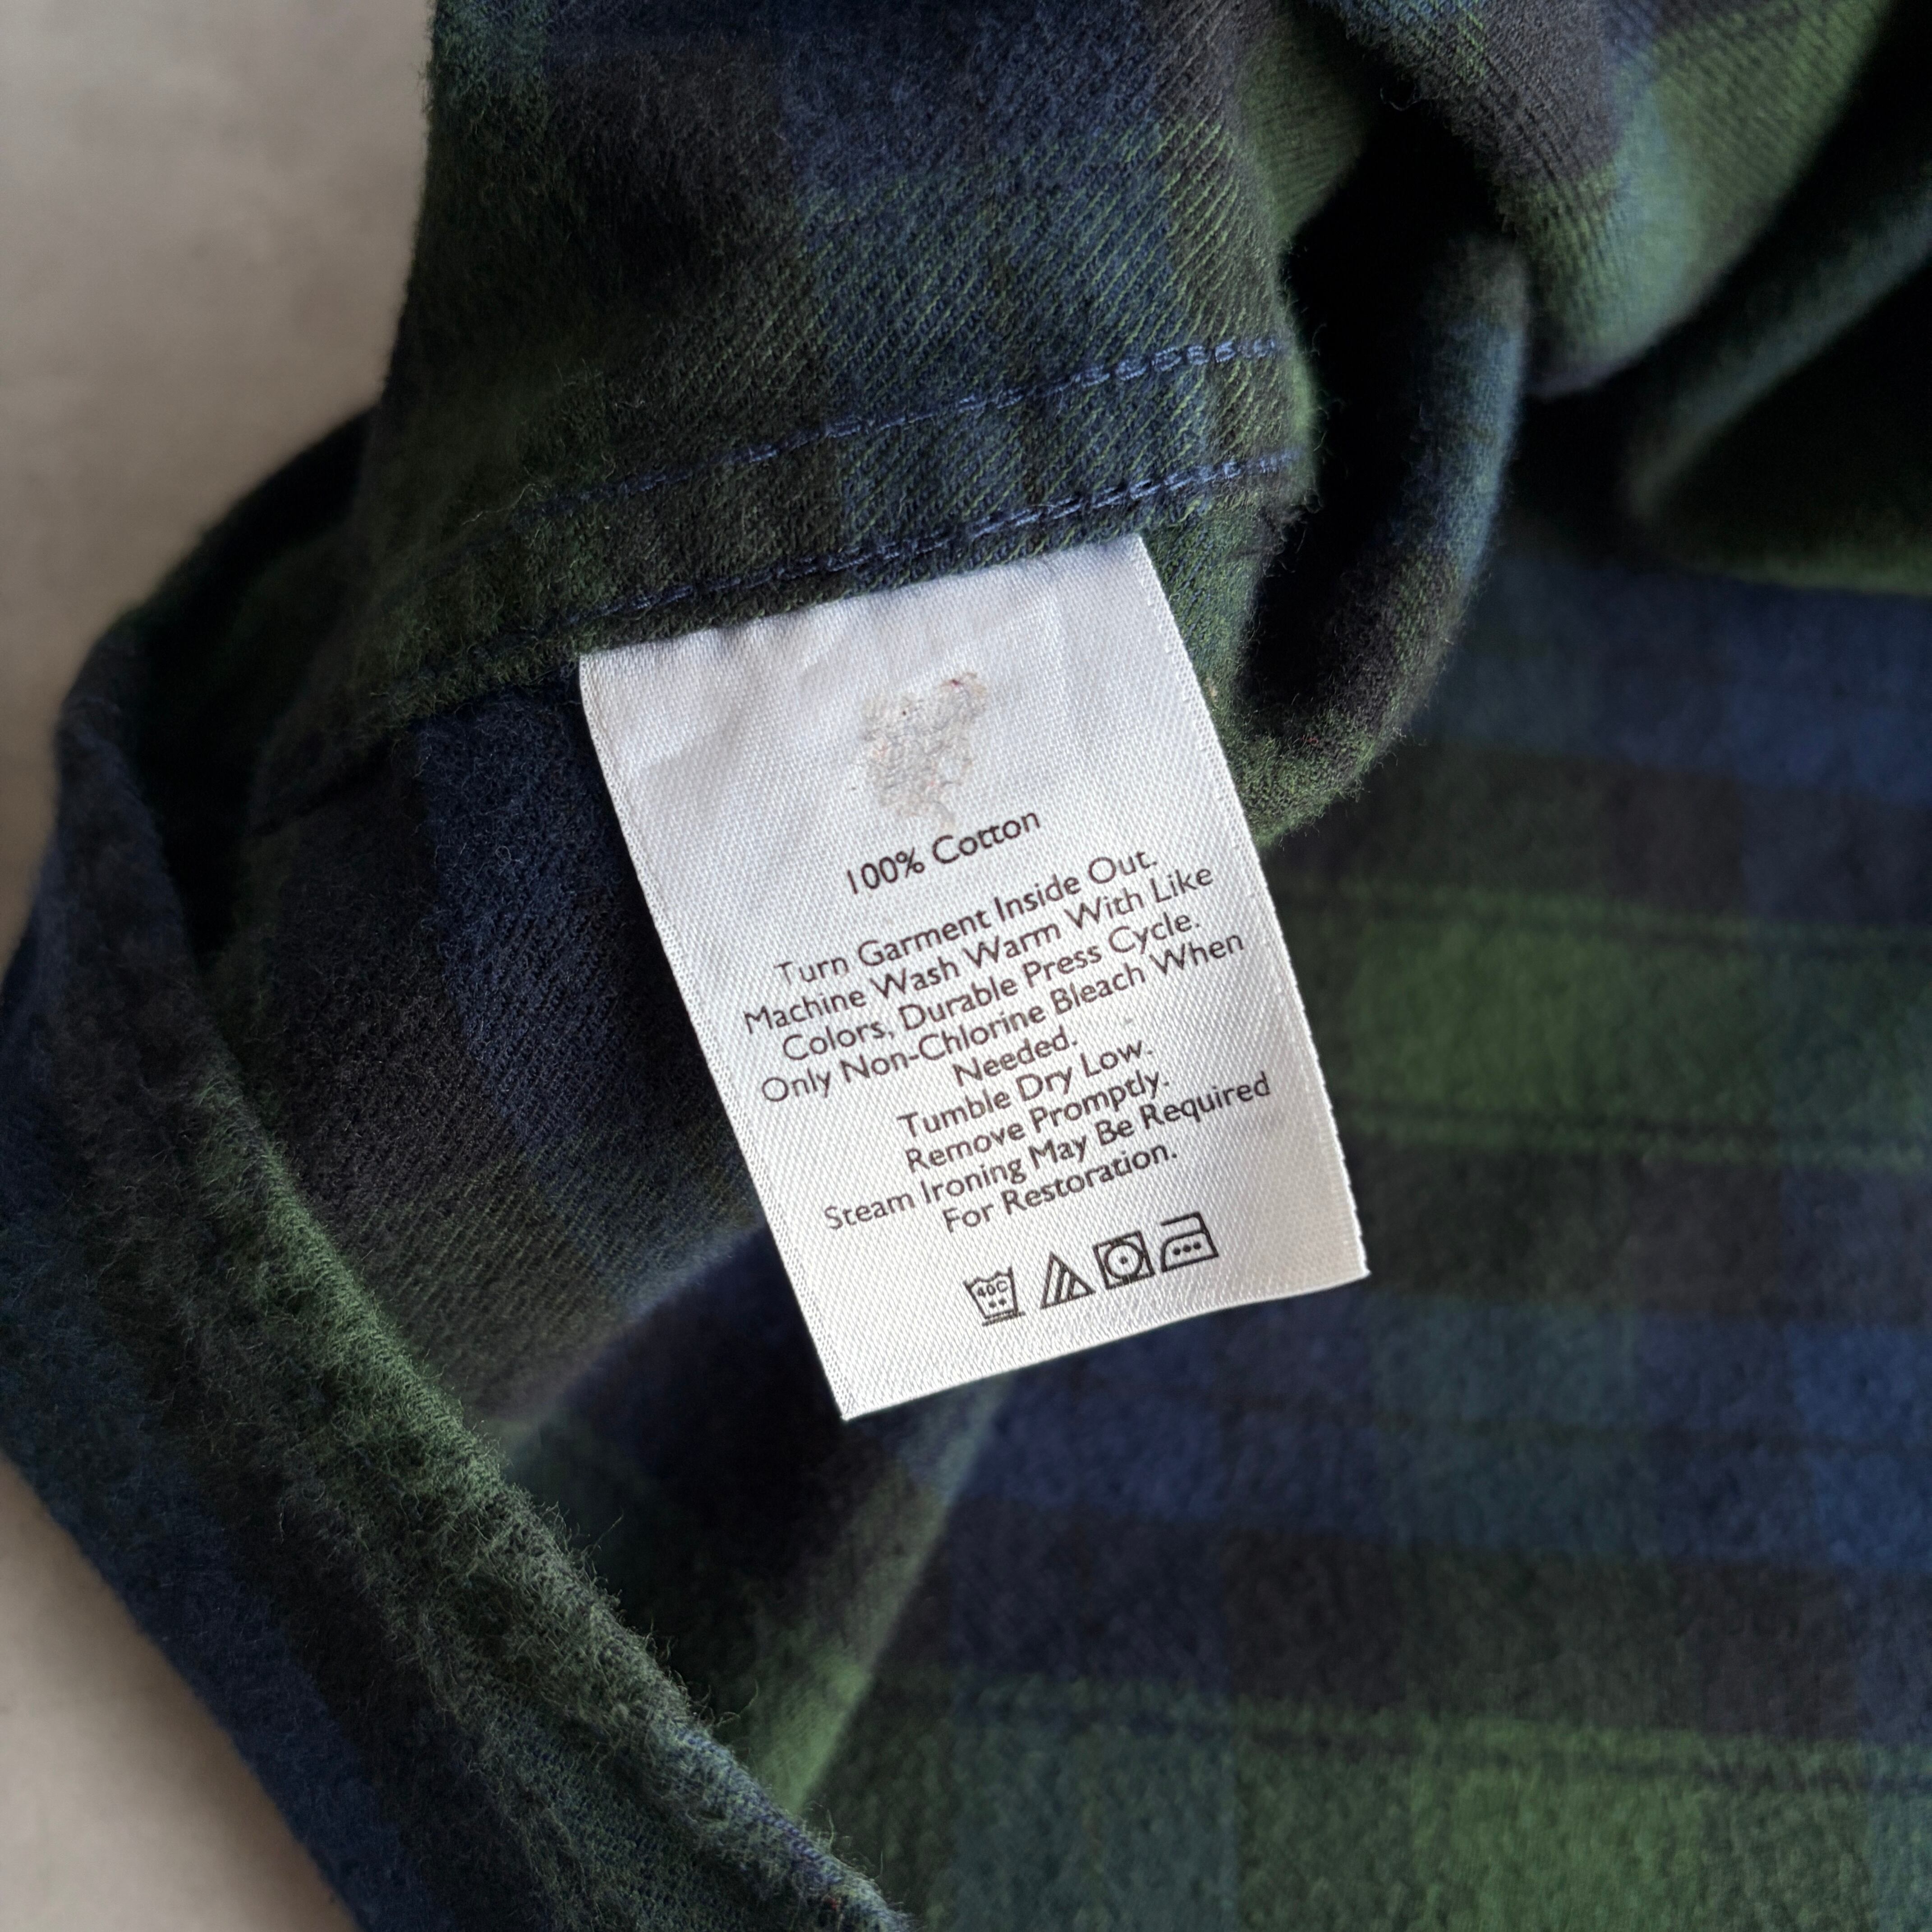 100% Cotton
Turn Garment Inside Out.
Machine Wash Warm With Like
Colors, Durable Press Cycle.
Only Non-Chlorine Bleach When
Needed.
Tumble Dry Low.
Remove Promptly.
Steam Ironing May Be Required
For Restoration.
40C